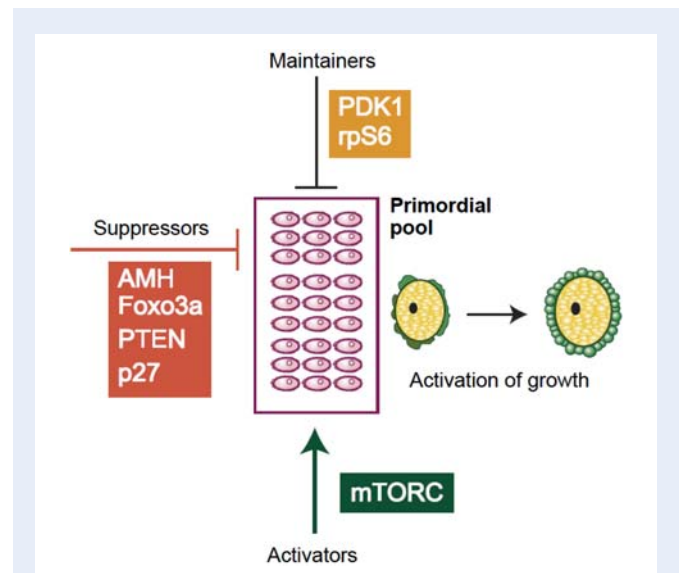 Maintainers
PDK1
rpS6
Primordial
pool
Suppressors
AMH
Foxo3a
PTEN
p27
Activation of growth
mTORC
Activators